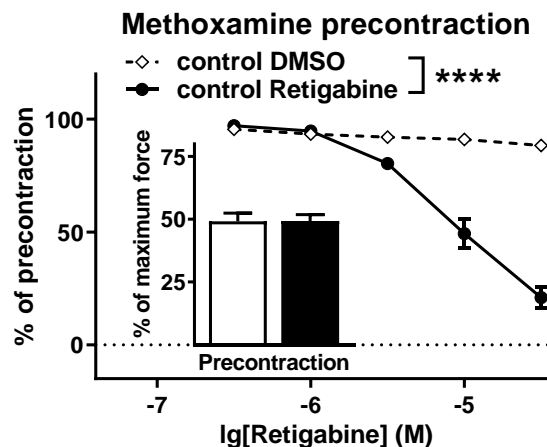 Methoxamine precontraction
control DMSO
control Retigabine
****
% of precontraction
100
50
0
% of maximum force
75
50
25
Precontraction
-7
-6
-5
lg[Retigabine] (M)